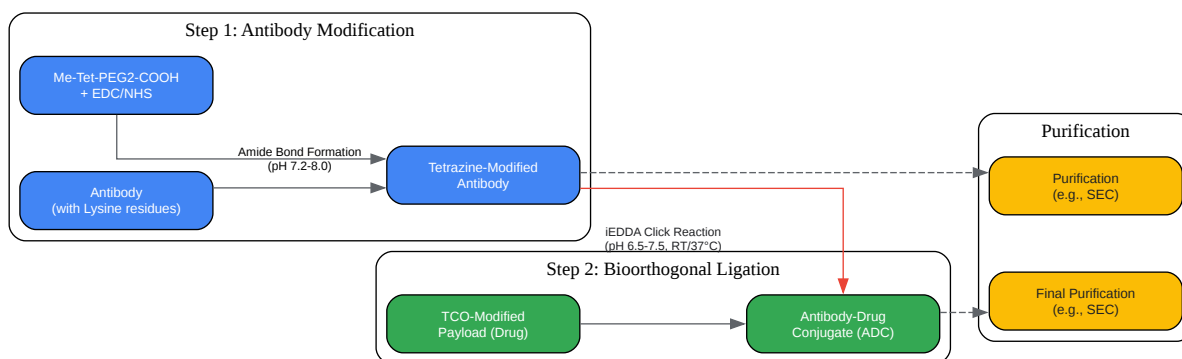 Step 1: Antibody Modification
Me-Tet-PEG2-COOH
+ EDC/NHS
Amide Bond Formation
(pH 7.2-8.0)
Antibody
(with Lysine residues)
Tetrazine-Modified
Antibody
Purification
Purification
(e.g., SEC)
iEDDA Click Reaction
(pH 6.5-7.5, RT/37°C)
Step 2: Bioorthogonal Ligation
TCO-Modified
Payload (Drug)
Antibody-Drug
Conjugate (ADC)
Final Purification
(e.g., SEC)